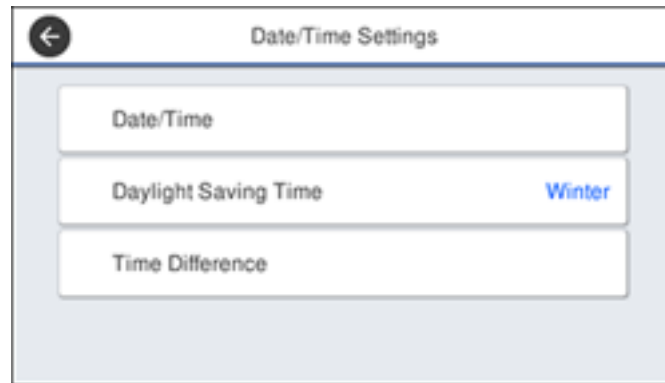 Date/Time Settings
Date/Time
Daylight Saving Time Winter
Time Difference